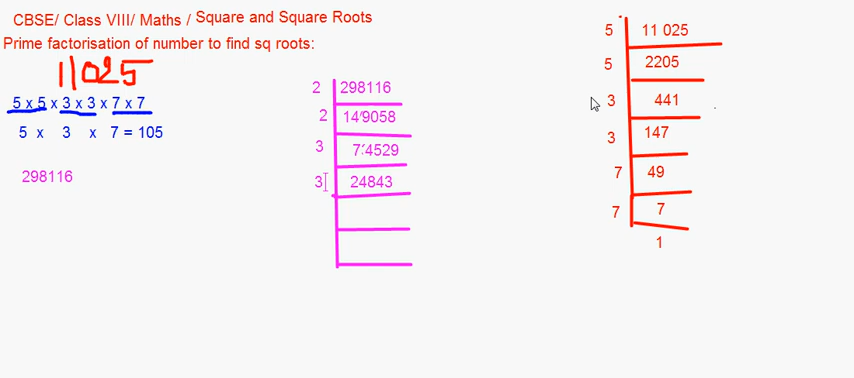 CBSE/ Class VIII/ Maths / Square and Square Roots
Prime factorisation of number to find sq roots:
11025
5 x 5 x 3 x 3 x 7 x 7
5 x 3 x 7 = 105
298116
2 298116
2 149058
3 74529
3 24843
5 11 025
5 2205
3 441
3 147
7 49
7 7
1